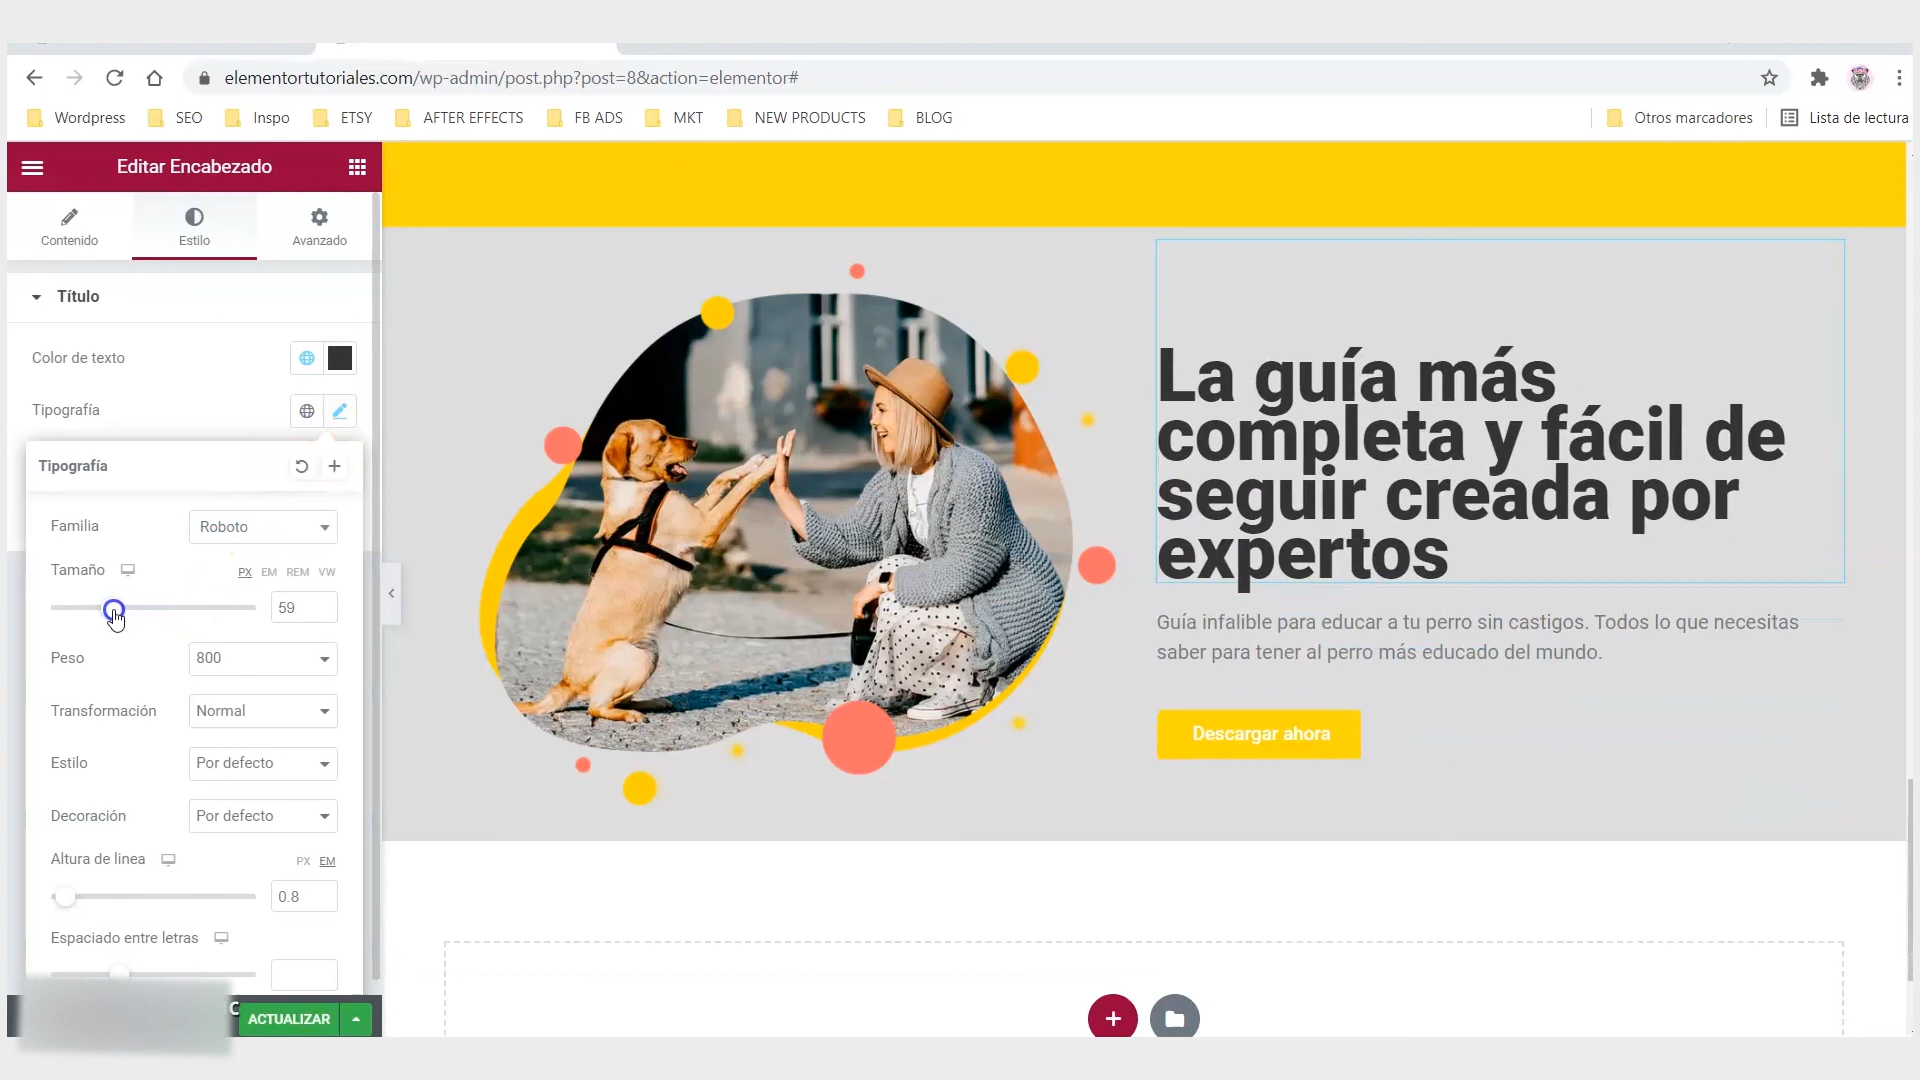 elementortutoriales.com/wp-admin/post.php?post=8&action=elementor#
Wordpress SEO Inspo ETSY AFTER EFFECTS FB ADS MKT NEW PRODUCTS BLOG Otros marcadores Lista de lectura
Editar Encabezado
Contenido Estilo Avanzado
Título
Color de texto
Tipografía
Tipografía
Familia Roboto
Tamaño PX EM REM VW
59
Peso 800
Transformación Normal
Estilo Por defecto
Decoración Por defecto
Altura de linea PX EM
0.8
Espaciado entre letras
ACTUALIZAR
La guía más
completa y fácil de
seguir creada por
expertos
Guía infalible para educar a tu perro sin castigos. Todos lo que necesitas
saber para tener al perro más educado del mundo.
Descargar ahora